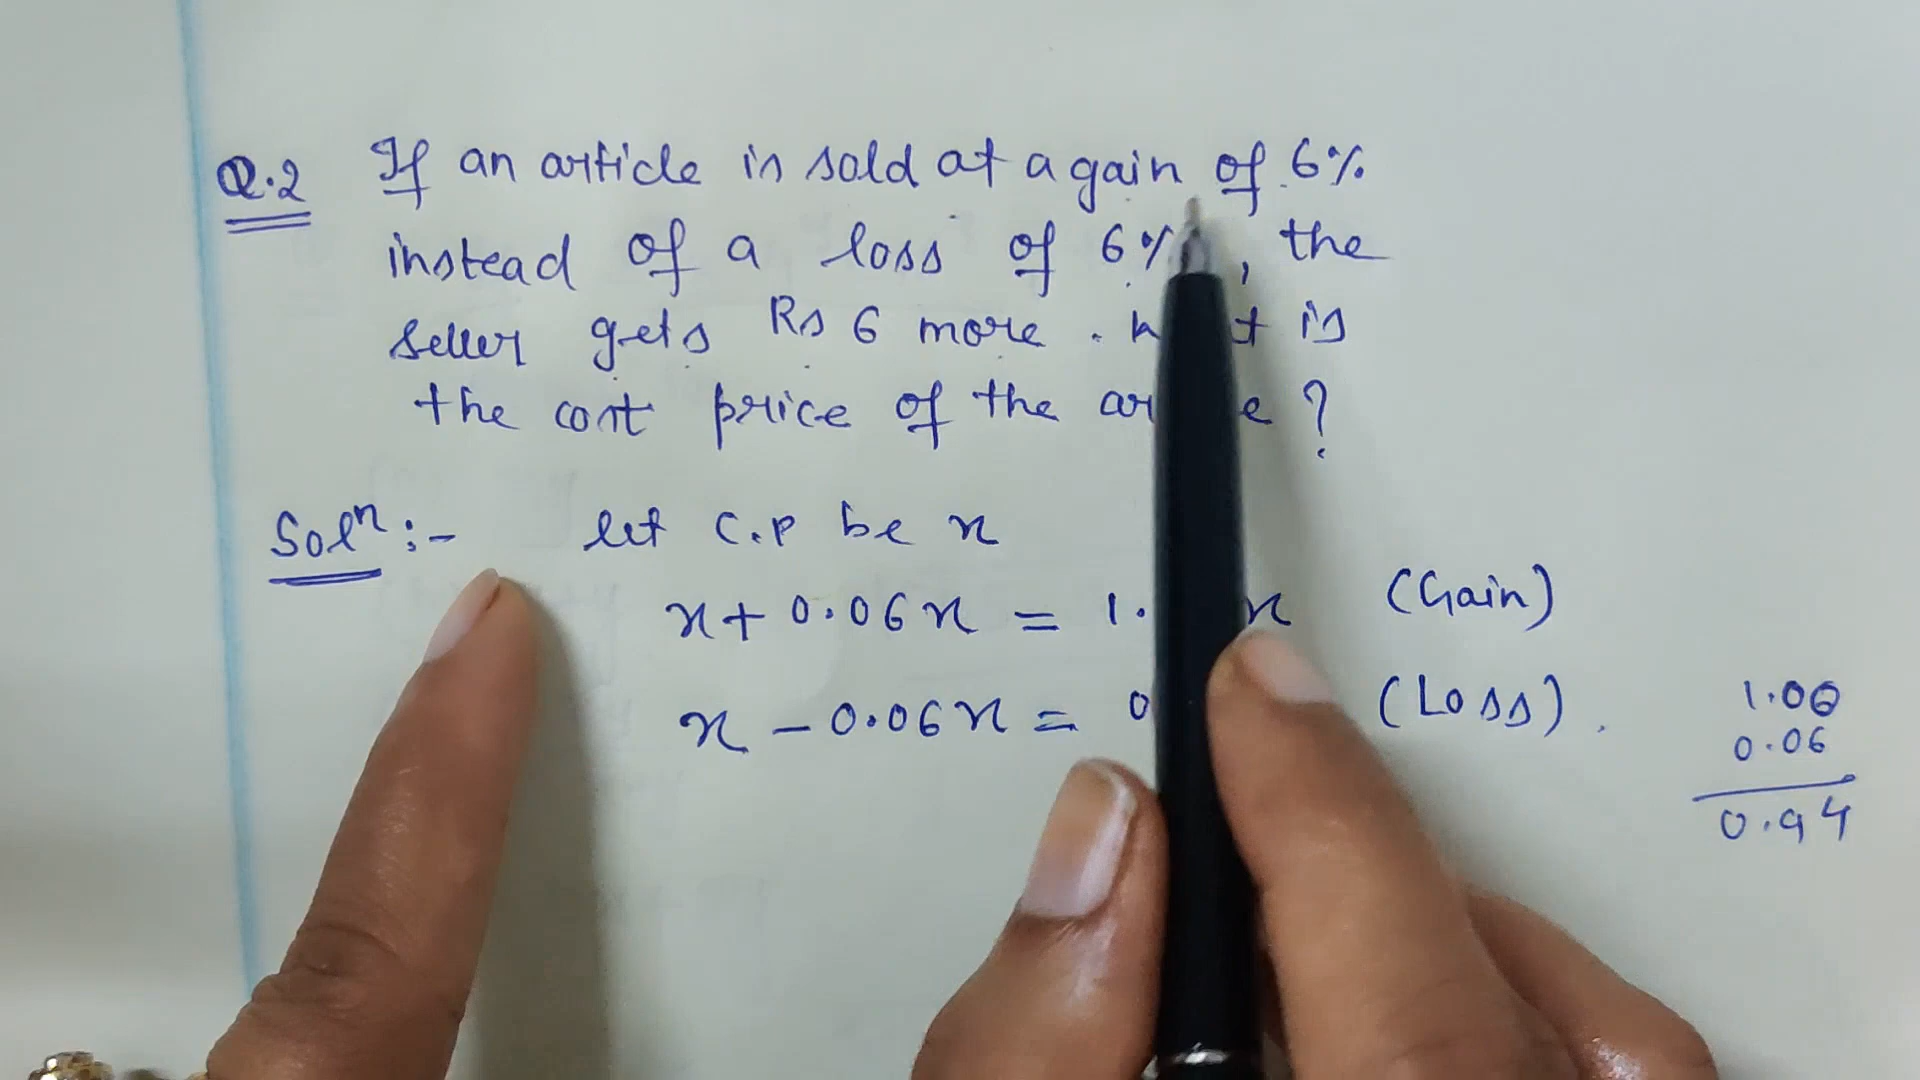 Q.2 If an article is sold at a gain of 6%
instead of a loss of 6%, the
seller gets Rs 6 more. is
the cost price of the ?
Solⁿ :- let C.P be x
x + 0.06x = x (Gain)
x - 0.06x = (Loss).
1.00
0.06
0.94